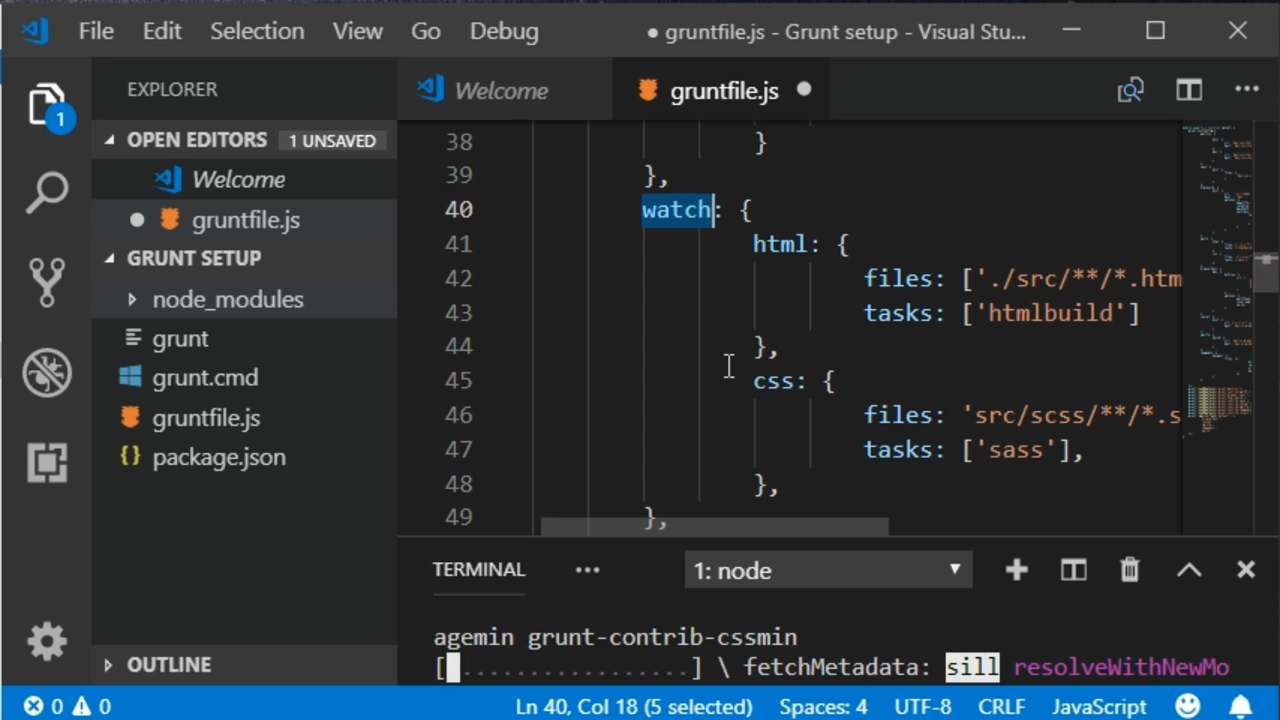 File Edit Selection View Go Debug ● gruntfile.js - Grunt setup - Visual Stu...
EXPLORER
Welcome gruntfile.js
OPEN EDITORS 1 UNSAVED
Welcome
gruntfile.js
GRUNT SETUP
node_modules
grunt
grunt.cmd
gruntfile.js
package.json
OUTLINE
1
38 }
39 },
40 watch: {
41 html: {
42 files: ['./src/**/*.htm
43 tasks: ['htmlbuild']
44 },
45 css: {
46 files: 'src/scss/**/*.s
47 tasks: ['sass'],
48 },
49 },
TERMINAL ... 1: node
agemin grunt-contrib-cssmin
[ ................] \ fetchMetadata: sill resolveWithNewMo
0 0 Ln 40, Col 18 (5 selected) Spaces: 4 UTF-8 CRLF JavaScript